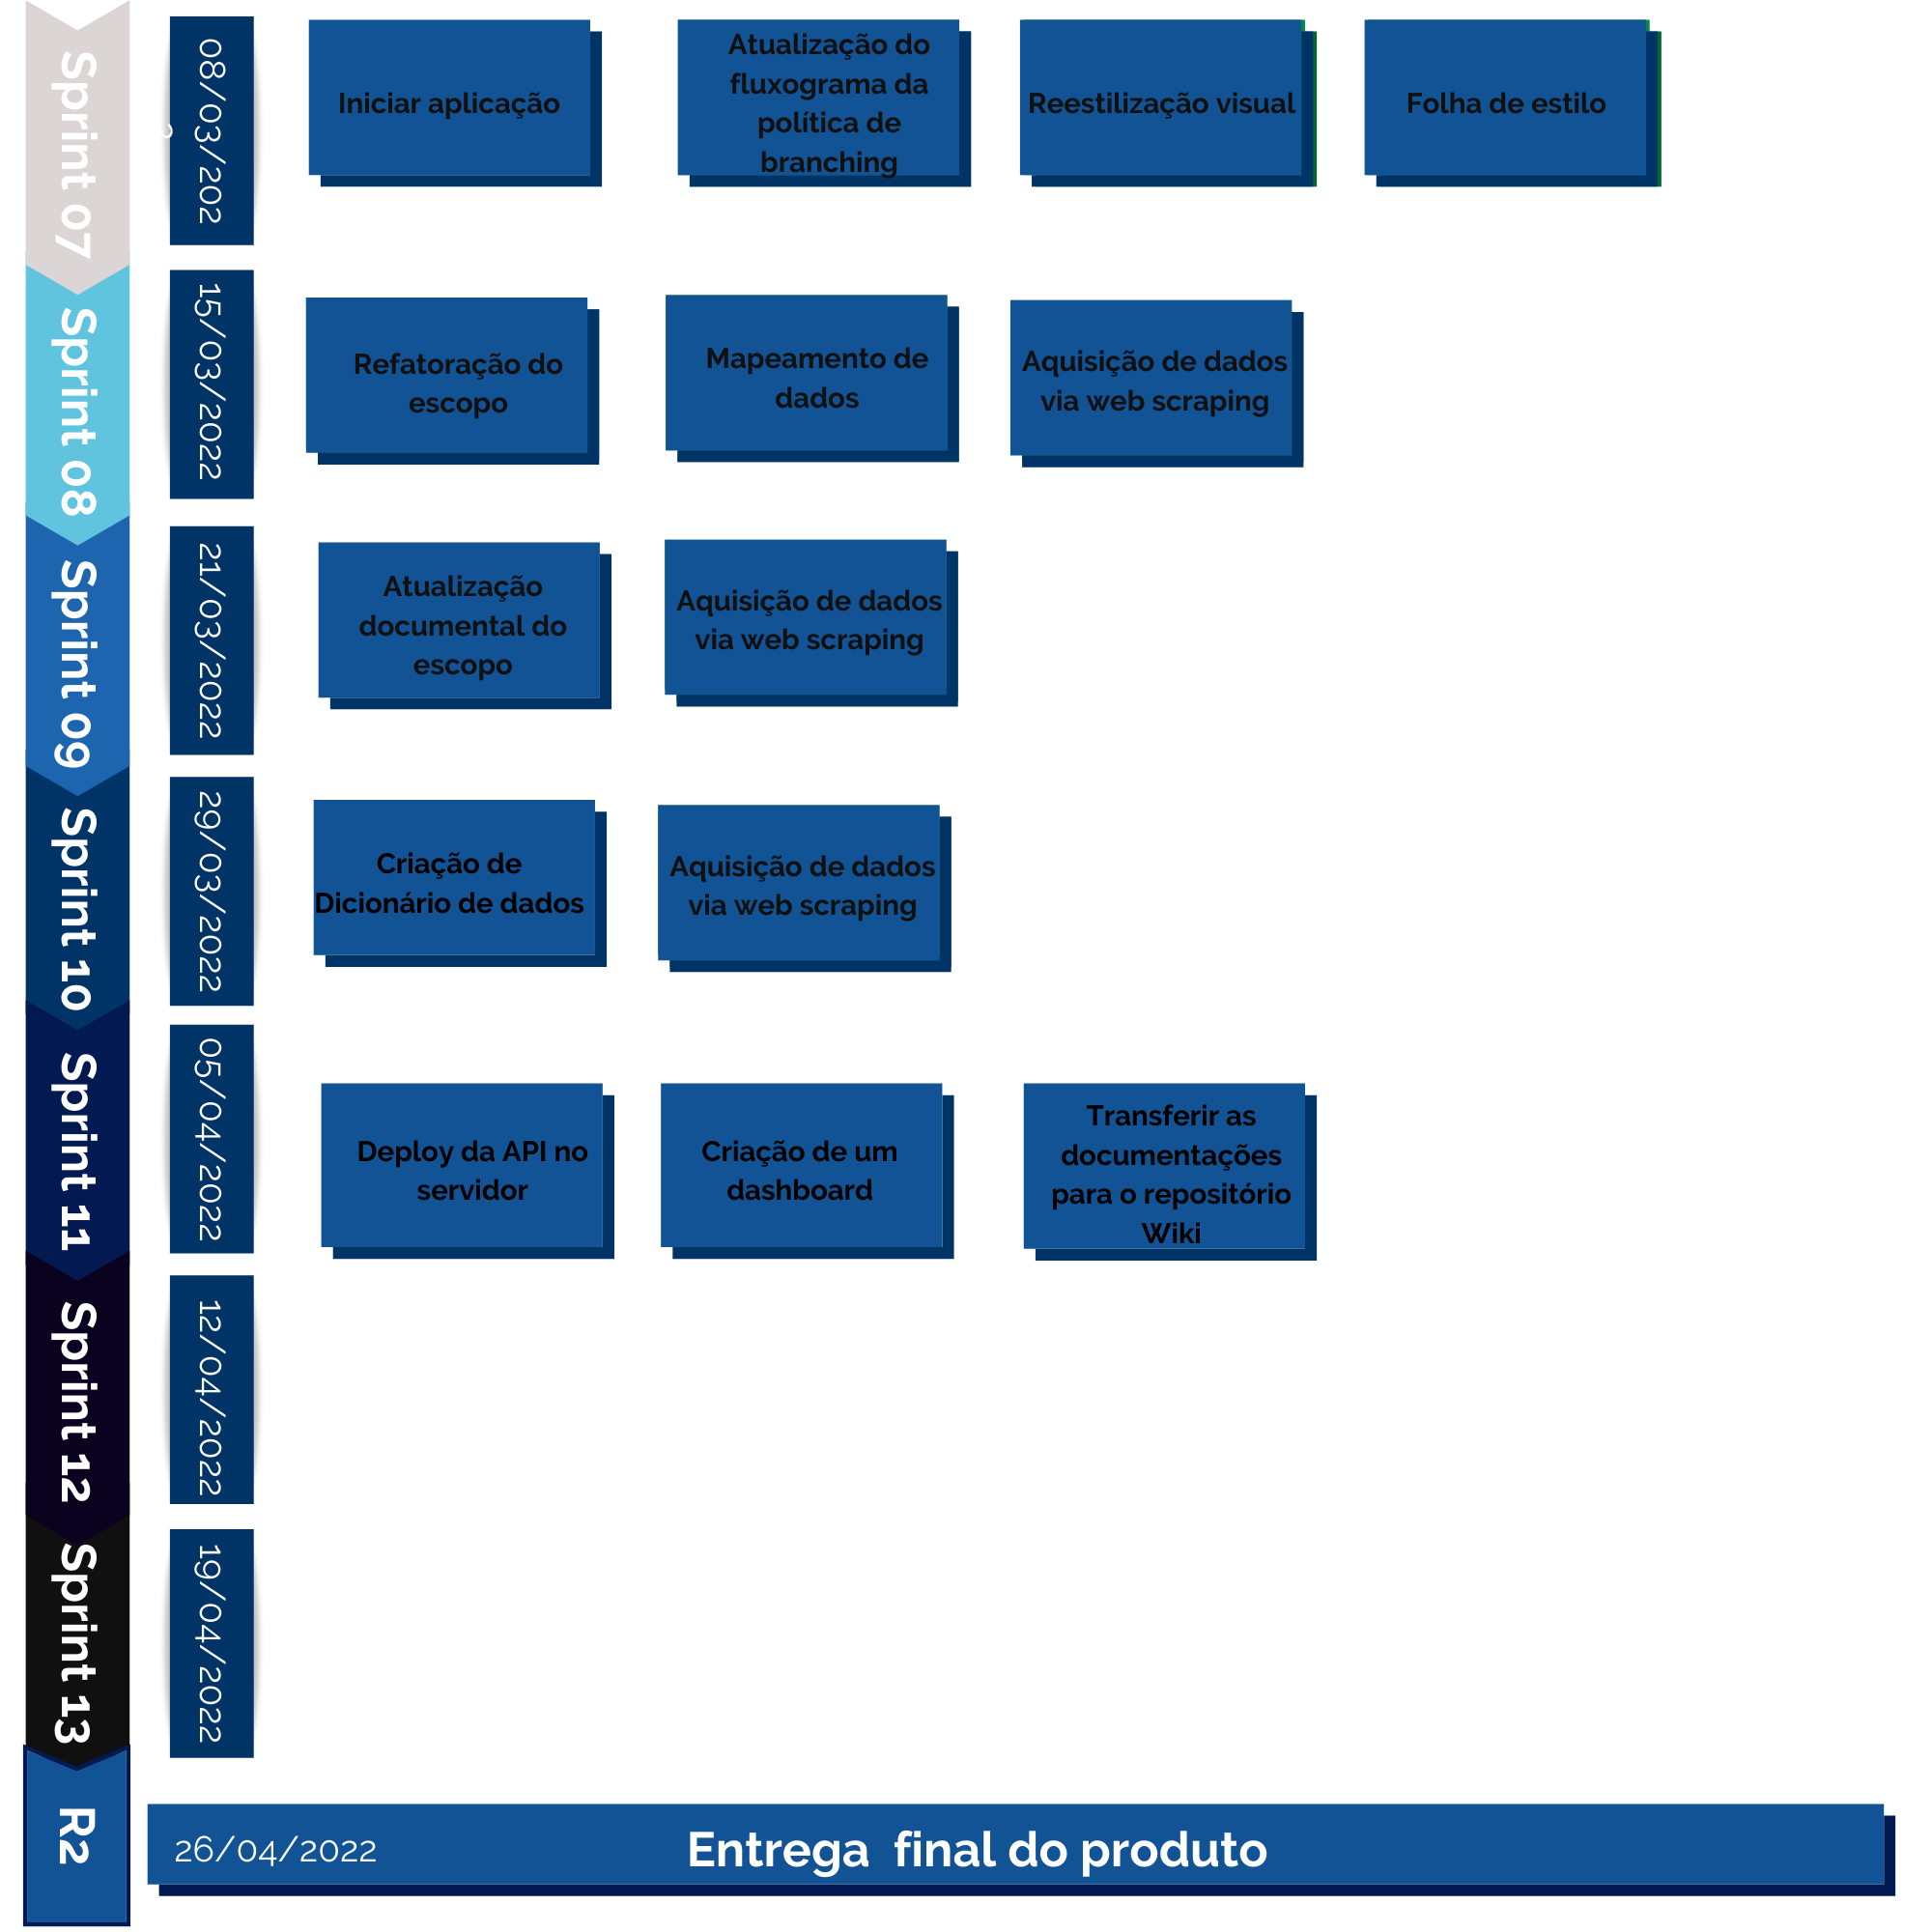 Sprint 07
08/03/202
2
Iniciar aplicação
Atualização do
fluxograma da
política de
branching
Reestilização visual
Folha de estilo
Sprint 08
15/03/2022
Refatoração do
escopo
Mapeamento de
dados
Aquisição de dados
via web scraping
Sprint 09
21/03/2022
Atualização
documental do
escopo
Aquisição de dados
via web scraping
Sprint 10
29/03/2022
Criação de
Dicionário de dados
Aquisição de dados
via web scraping
Sprint 11
05/04/2022
Deploy da API no
servidor
Criação de um
dashboard
Transferir as
documentações
para o repositório
Wiki
Sprint 12
12/04/2022
Sprint 13
19/04/2022
R2
26/04/2022
Entrega final do produto